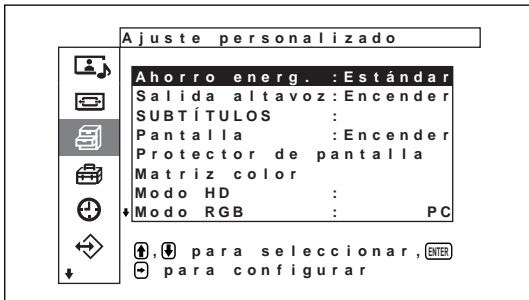 Ajuste personalizado
Ahorro energ. :Estándar
Salida altavoz:Encender
SUBTÍTULOS :
Pantalla :Encender
Protector de pantalla
Matriz color
Modo HD :
Modo RGB : PC
, para seleccionar, ENTER
para configurar